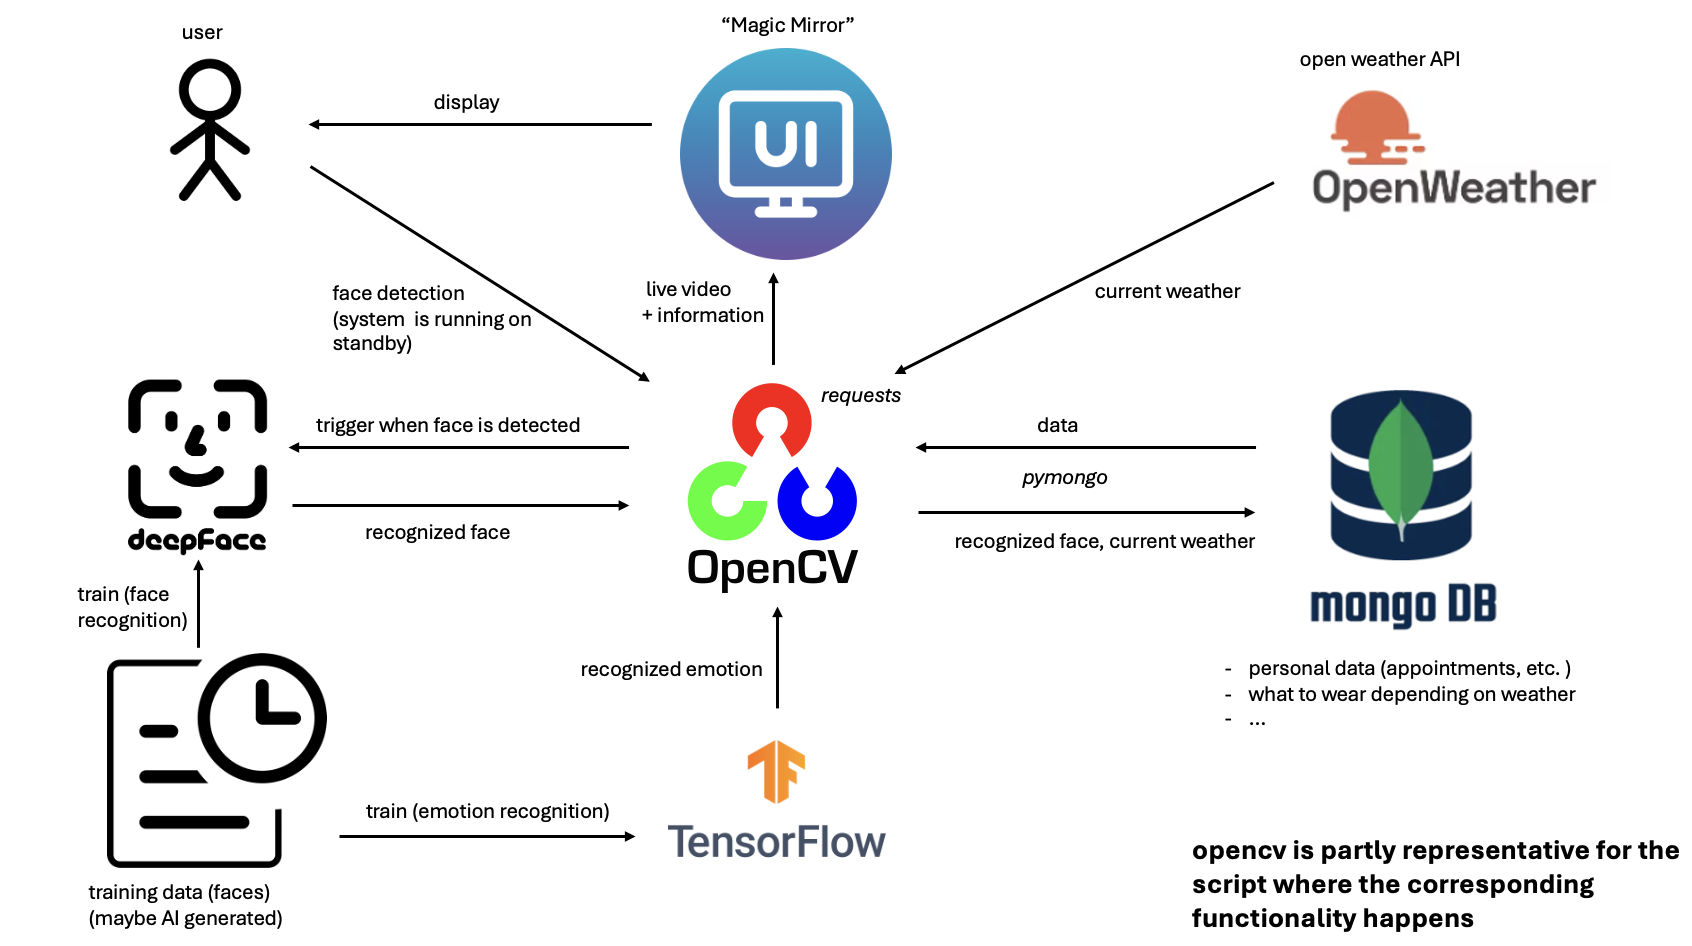 user
“Magic Mirror”
open weather API
display
UI
OpenWeather
face detection
(system is running on
standby)
live video
+ information
current weather
requests
trigger when face is detected
data
pymongo
recognized face
recognized face, current weather
deepface
OpenCV
mongo DB
train (face
recognition)
recognized emotion
- personal data (appointments, etc. )
- what to wear depending on weather
- ...
train (emotion recognition)
TensorFlow
training data (faces)
(maybe AI generated)
opencv is partly representative for the
script where the corresponding
functionality happens